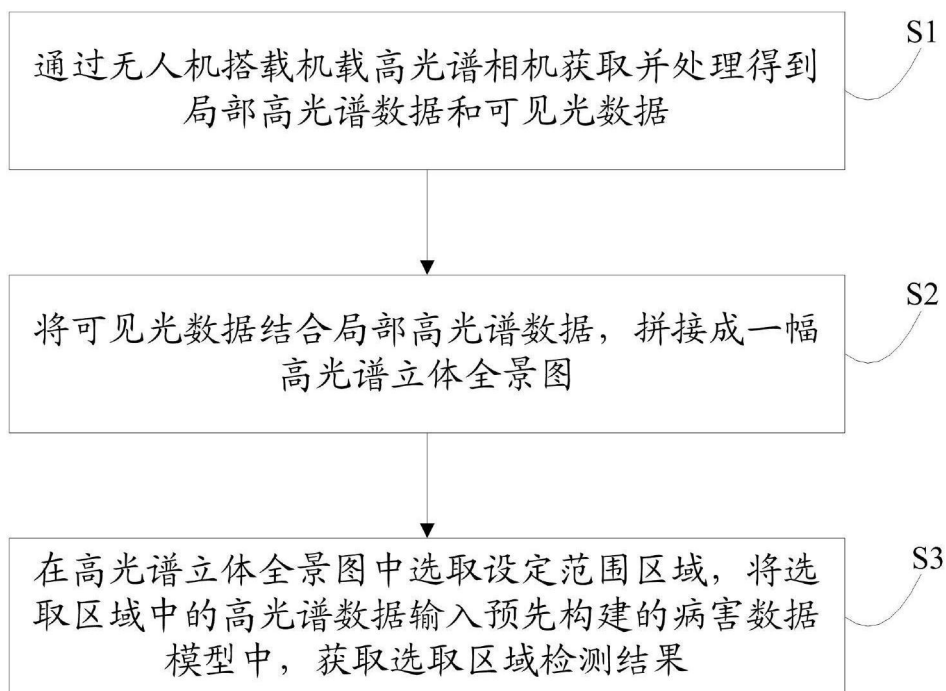 通过无人机搭载机载高光谱相机获取并处理得到
局部高光谱数据和可见光数据
S1
将可见光数据结合局部高光谱数据，拼接成一幅
高光谱立体全景图
S2
在高光谱立体全景图中选取设定范围区域，将选
取区域中的高光谱数据输入预先构建的病害数据
模型中，获取选取区域检测结果
S3